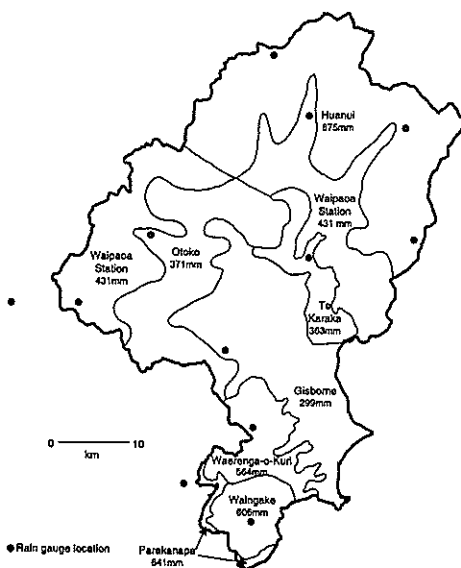 Huanui
675mm
Waipaoa
Station
431 mm
Waipaoa
Station
431mm
Otoko
371mm
Te
Karaka
363mm
Gisborne
299mm
0 10
km
Waerenga-o-Kuri
564mm
Waingake
606mm
● Rain gauge location
Parakanapa
641mm